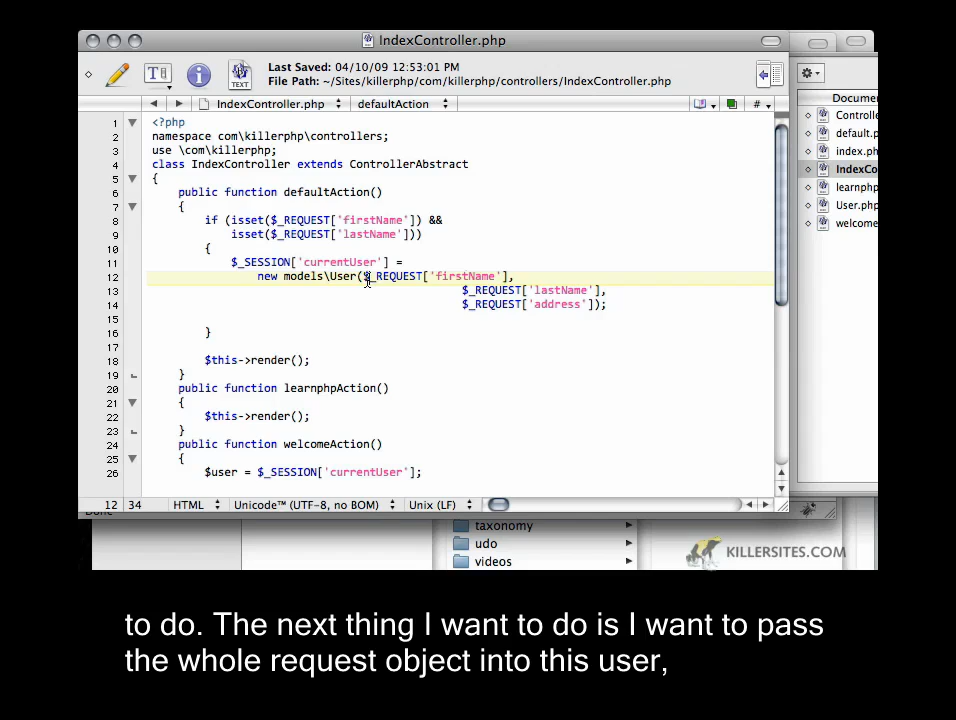 IndexController.php
Last Saved: 04/10/09 12:53:01 PM
File Path: ~/Sites/killerphp/com/killerphp/controllers/IndexController.php
TEXT
IndexController.php
defaultAction
#
1 <?php
2 namespace com\killerphp\controllers;
3 use \com\killerphp;
4 class IndexController extends ControllerAbstract
5 {
6 public function defaultAction()
7 {
8 if (isset($_REQUEST['firstName']) &&
9 isset($_REQUEST['lastName']))
10 {
11 $_SESSION['currentUser'] =
12 new models\User($_REQUEST['firstName'],
13 $_REQUEST['lastName'],
14 $_REQUEST['address']);
15
16 }
17
18 $this->render();
19 }
20 public function learnphpAction()
21 {
22 $this->render();
23 }
24 public function welcomeAction()
25 {
26 $user = $_SESSION['currentUser'];
12 34 HTML Unicode™ (UTF-8, no BOM) Unix (LF)
Docume
Controlle
default.p
index.ph
IndexCo
learnphp
User.php
welcome
taxonomy
udo
videos
KILLERSITES.COM
to do. The next thing I want to do is I want to pass
the whole request object into this user,